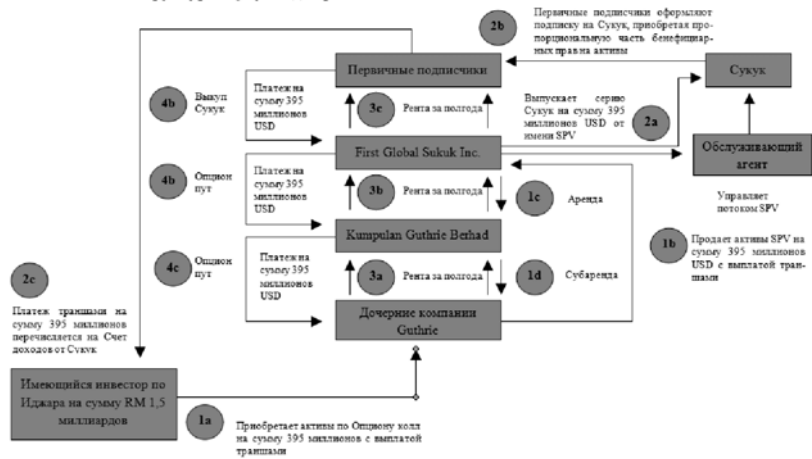 Первичные подписчики оформляют
подписку на Сукук, приобретая про-
порциональную часть бенефициар-
ных прав на активы
2b
Первичные подписчики
Сукук
4b
Выкуп
Сукук
Платеж на
сумму 395
миллионов
USD
3c
Рента за полгода
Выпускает серию
Сукук на сумму 395
миллионов USD от
имени SPV
2a
First Global Sukuk Inc.
Обслуживающий
агент
4b
Опцион
пут
Платеж на
сумму 395
миллионов
USD
3b
Рента за полгода
1c
Аренда
Управляет
потоком SPV
Kumpulan Guthrie Berhad
1b
Продает активы SPV на
сумму 395 миллионов
USD с выплатой тран-
шами
4c
Опцион
пут
Платеж на
сумму 395
миллионов
USD
3a
Рента за полгода
1d
Субаренда
2c
Платеж траншами на
сумму 395 миллионов
перечисляется на Счет
доходов от Сукук
Дочерние компании
Guthrie
Имеющийся инвестор по
Иджара на сумму RM 1,5
миллиардов
1a
Приобретает активы по Опциону колл
на сумму 395 миллионов с выплатой
траншами